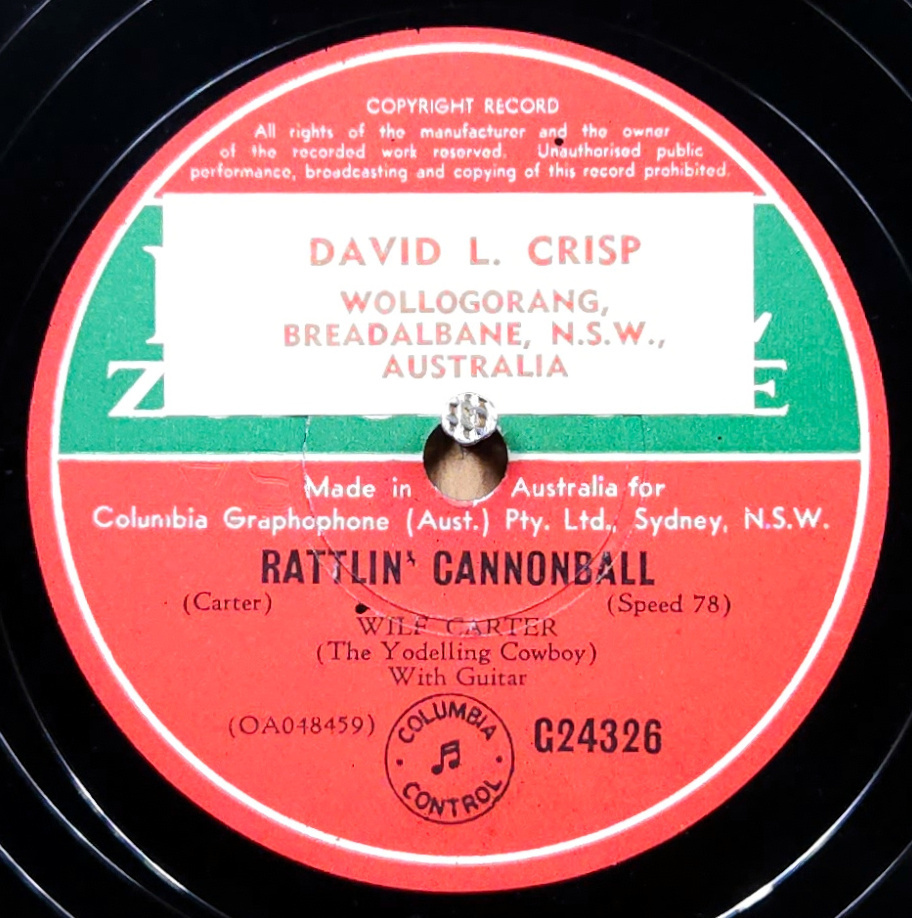 COPYRIGHT RECORD
All rights of the manufacturer and the owner
of the recorded work reserved. Unauthorised public
performance, broadcasting and copying of this record prohibited.
DAVID L. CRISP
WOLLOGORANG,
BREADALBANE, N.S.W.,
AUSTRALIA
Made in Australia for
Columbia Graphophone (Aust.) Pty. Ltd., Sydney, N.S.W.
RATTLIN' CANNONBALL
(Carter) (Speed 78)
WILF CARTER
(The Yodelling Cowboy)
With Guitar
(OA048459) COLUMBIA CONTROL G24326